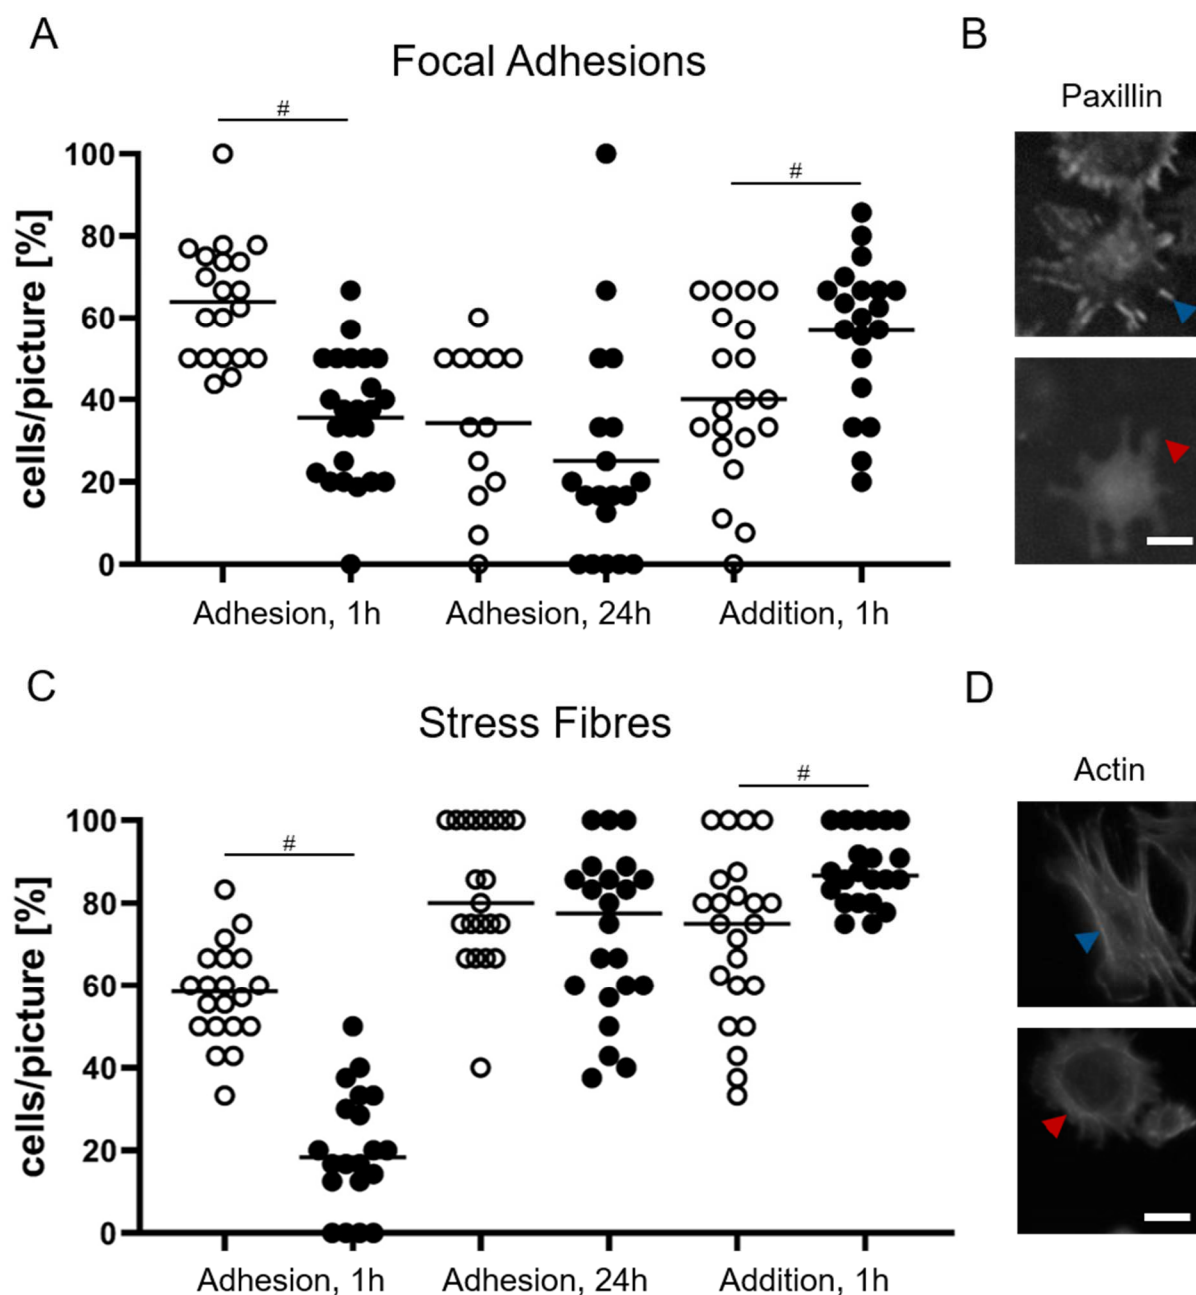 A
Focal Adhesions
#
#
100
80
60
40
20
0
cells/picture [%]
Adhesion, 1h
Adhesion, 24h
Addition, 1h
B
Paxillin
C
Stress Fibres
#
#
100
80
60
40
20
0
cells/picture [%]
Adhesion, 1h
Adhesion, 24h
Addition, 1h
D
Actin